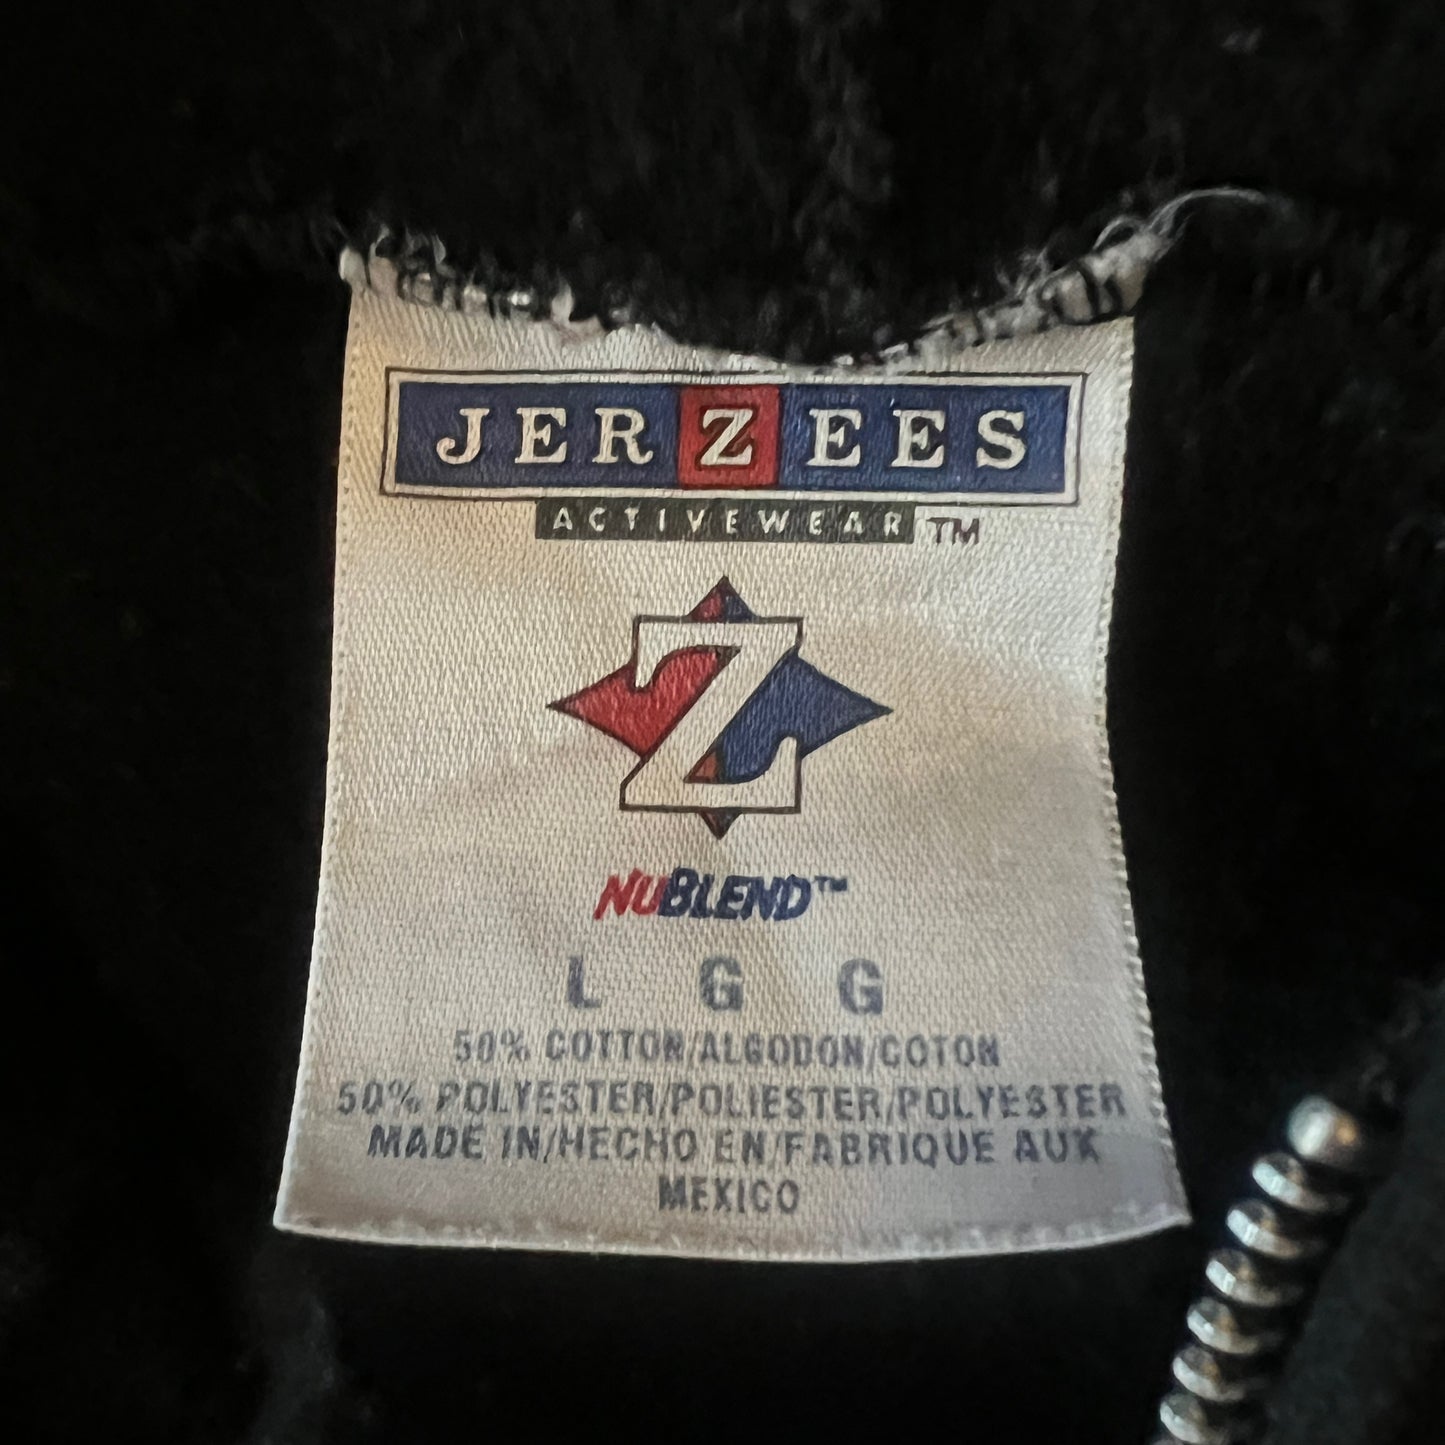 JERZEES
ACTIVEWEAR™
Z
NUBLEND™
L G G
50% COTTON/ALGODON/COTON
50% POLYESTER/POLIESTER/POLYESTER
MADE IN/HECHO EN/FABRIQUE AUX
MEXICO